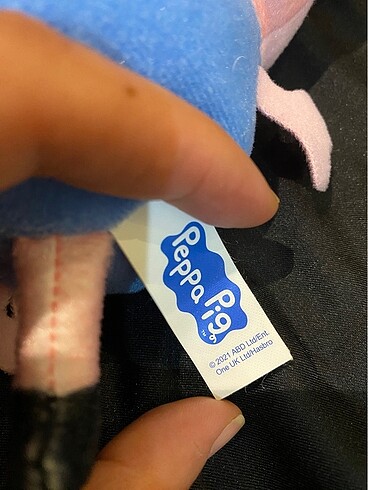 Peppa
Pig
™
© 2021 ABD Ltd/Ent.
One UK Ltd/Hasbro